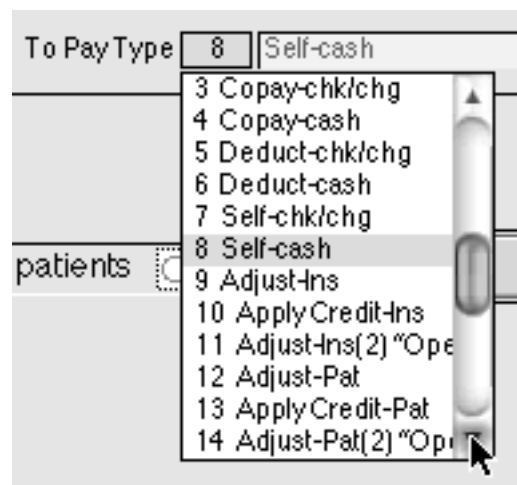 To Pay Type 8 Self-cash
3 Copay-chk/chg
4 Copay-cash
5 Deduct-chk/chg
6 Deduct-cash
7 Self-chk/chg
8 Self-cash
patients
9 Adjust-Ins
10 Apply Credit-Ins
11 Adjust-Ins(2) “Ope
12 Adjust-Pat
13 Apply Credit-Pat
14 Adjust-Pat(2) “Op